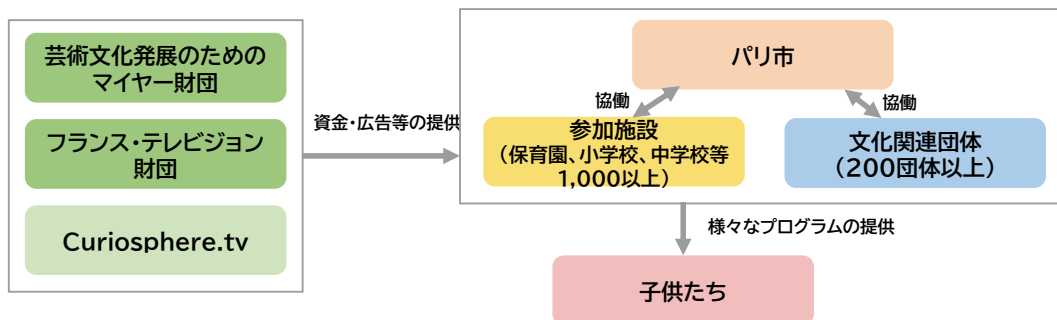 芸術文化発展のための
マイヤー財団
フランス・テレビジョン
財団
Curiosphere.tv
資金・広告等の提供
パリ市
協働
協働
参加施設
（保育園、小学校、中学校等
1,000以上）
文化関連団体
（200団体以上）
様々なプログラムの提供
子供たち